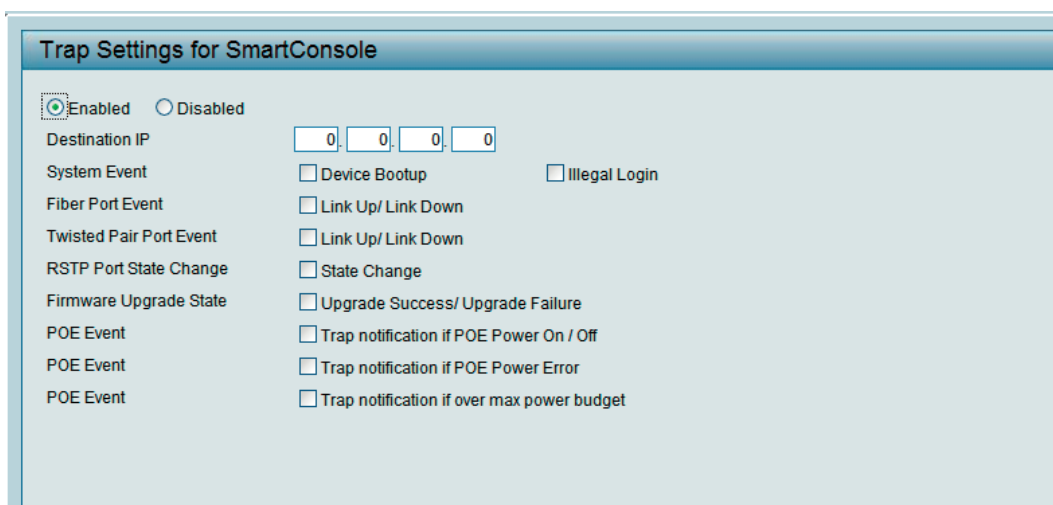 Trap Settings for SmartConsole
Enabled Disabled
Destination IP 0. 0. 0. 0
System Event Device Bootup Illegal Login
Fiber Port Event Link Up/ Link Down
Twisted Pair Port Event Link Up/ Link Down
RSTP Port State Change State Change
Firmware Upgrade State Upgrade Success/ Upgrade Failure
POE Event Trap notification if POE Power On / Off
POE Event Trap notification if POE Power Error
POE Event Trap notification if over max power budget